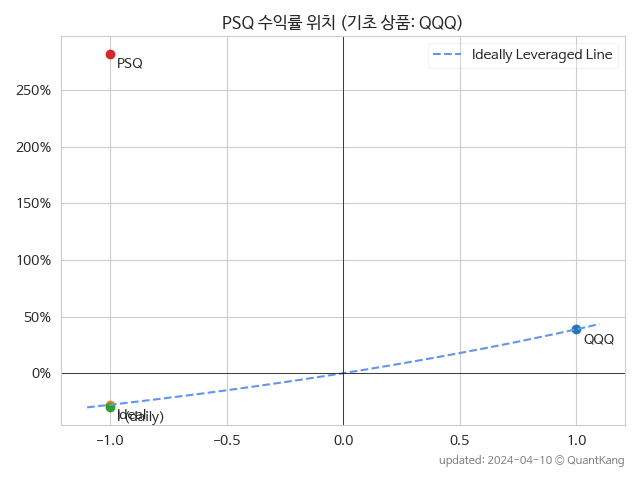 PSQ 수익률 위치 (기초 상품: QQQ)
Ideally Leveraged Line
PSQ
250%
200%
150%
100%
50%
QQQ
0%
Ideal
(daily)
-1.0
-0.5
0.0
0.5
1.0
updated: 2024-04-10 © QuantKang